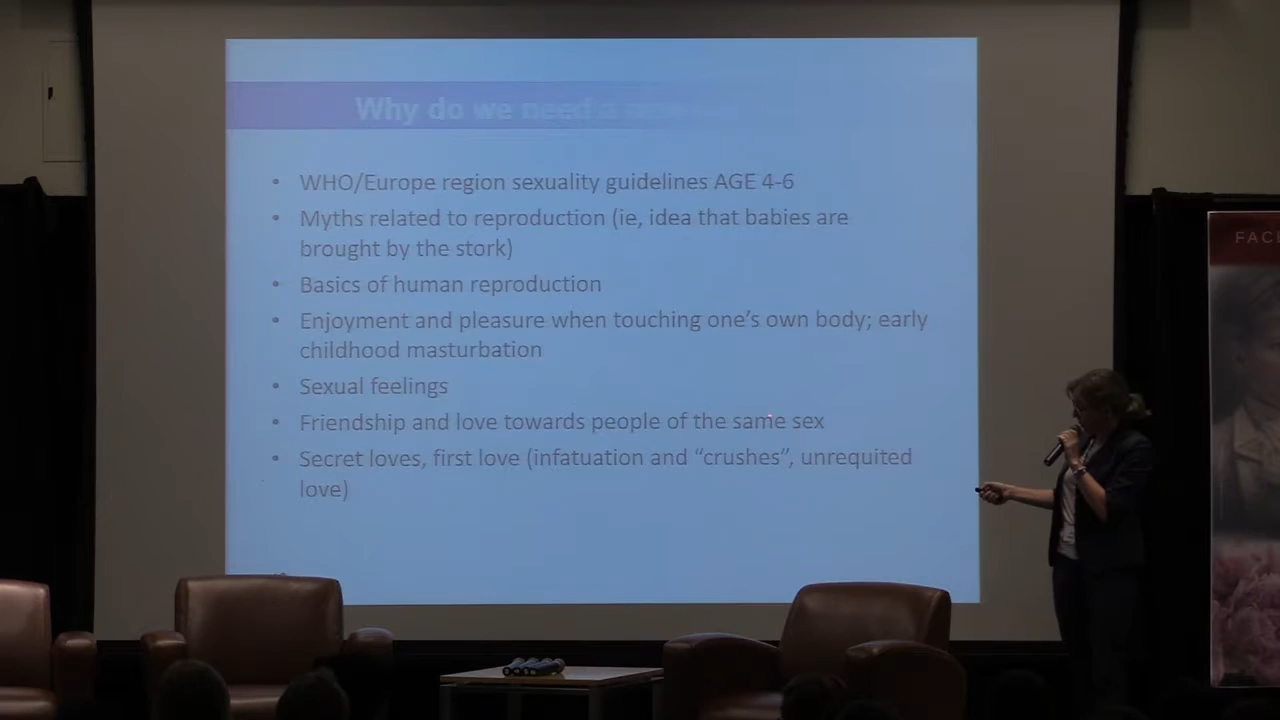 Why do we need a new
• WHO/Europe region sexuality guidelines AGE 4-6
• Myths related to reproduction (ie, idea that babies are
brought by the stork)
• Basics of human reproduction
• Enjoyment and pleasure when touching one's own body; early
childhood masturbation
• Sexual feelings
• Friendship and love towards people of the same sex
• Secret loves, first love (infatuation and "crushes", unrequited
love)